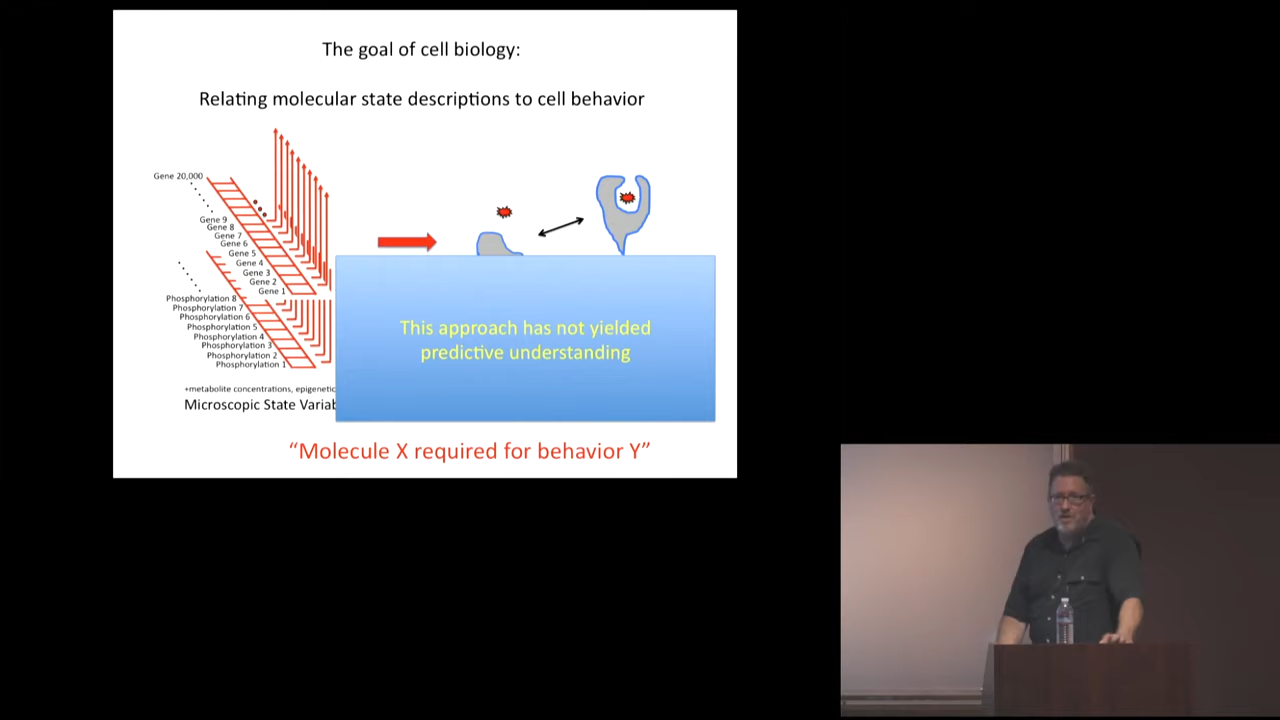 The goal of cell biology:
Relating molecular state descriptions to cell behavior
Gene 20,000
Gene 9
Gene 8
Gene 7
Gene 6
Gene 5
Gene 4
Gene 3
Gene 2
Gene 1
Phosphorylation 8
Phosphorylation 7
Phosphorylation 6
Phosphorylation 5
Phosphorylation 4
Phosphorylation 3
Phosphorylation 2
Phosphorylation 1
This approach has not yielded
predictive understanding
+metabolite concentrations, epigenetic
Microscopic State Variab
“Molecule X required for behavior Y”